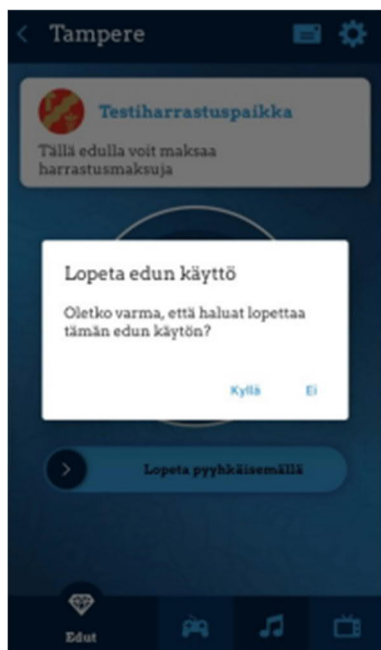 Tampere
Testiharrastuspaikka
Tällä edulla voit maksaa
harrastusmaksuja
Lopeta edun käyttö
Oletko varma, että haluat lopettaa
tämän edun käytön?
Kyllä Ei
Lopeta pyyhkäisemällä
Edut